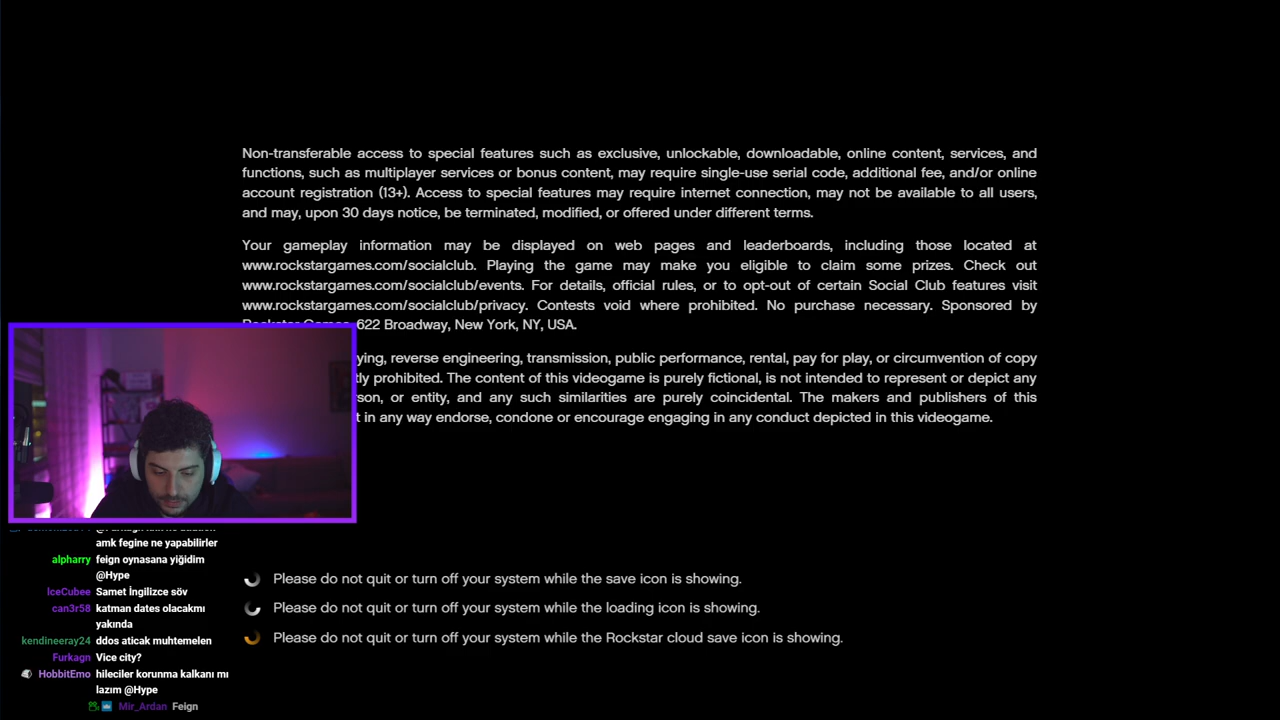 Non-transferable access to special features such as exclusive, unlockable, downloadable, online content, services, and
functions, such as multiplayer services or bonus content, may require single-use serial code, additional fee, and/or online
account registration (13+). Access to special features may require internet connection, may not be available to all users,
and may, upon 30 days notice, be terminated, modified, or offered under different terms.
Your gameplay information may be displayed on web pages and leaderboards, including those located at
www.rockstargames.com/socialclub. Playing the game may make you eligible to claim some prizes. Check out
www.rockstargames.com/socialclub/events. For details, official rules, or to opt-out of certain Social Club features visit
www.rockstargames.com/socialclub/privacy. Contests void where prohibited. No purchase necessary. Sponsored by
622 Broadway, New York, NY, USA.
reverse engineering, transmission, public performance, rental, pay for play, or circumvention of copy
prohibited. The content of this videogame is purely fictional, is not intended to represent or depict any
or entity, and any such similarities are purely coincidental. The makers and publishers of this
in any way endorse, condone or encourage engaging in any conduct depicted in this videogame.
amk fegine ne yapabilirler
alpharry feign oynasana yiğidim
@Hype
IceCubee Samet İngilizce söv
can3r58 katman dates olacakmı
yakında
kendineeray24 ddos aticak muhtemelen
Furkagn Vice city?
HobbitEmo hileciler korunma kalkanı mı
lazım @Hype
Mir_Ardan Feign
Please do not quit or turn off your system while the save icon is showing.
Please do not quit or turn off your system while the loading icon is showing.
Please do not quit or turn off your system while the Rockstar cloud save icon is showing.